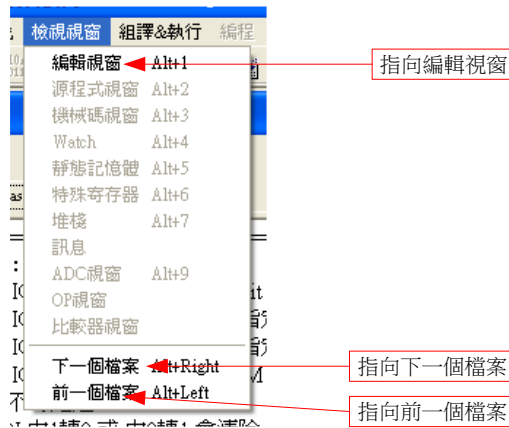 檢視視窗 組譯&執行 編程
編輯視窗 Alt+1
指向編輯視窗
源程式視窗 Alt+2
機械碼視窗 Alt+3
Watch Alt+4
靜態記憶體 Alt+5
as
特殊寄存器 Alt+6
堆棧 Alt+7
訊息
ADC視窗 Alt+9
OP視窗
比較器視窗
下一個檔案 Alt+Right
指向下一個檔案
前一個檔案 Alt+Left
指向前一個檔案